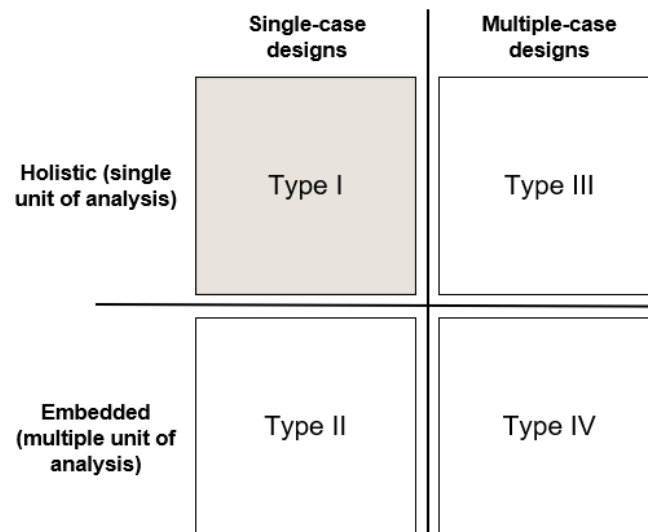 Single-case
designs
Multiple-case
designs
Holistic (single
unit of analysis)
Type I
Type III
Embedded
(multiple unit of
analysis)
Type II
Type IV